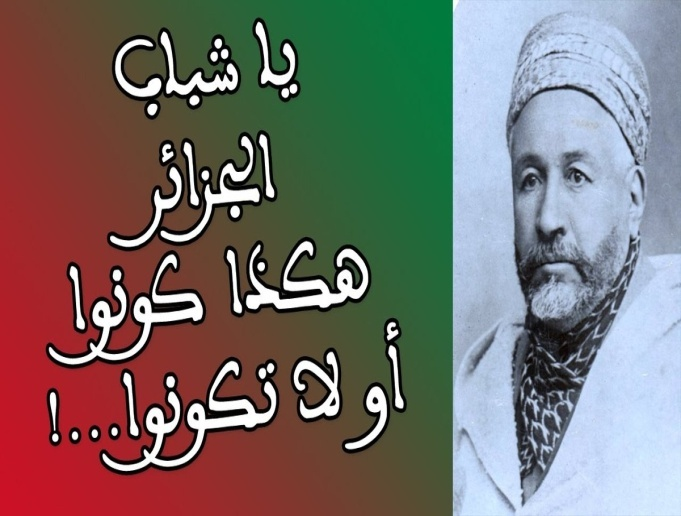 يا شباب
الجزائر
هكذا كونوا
أو لا تكونوا...!